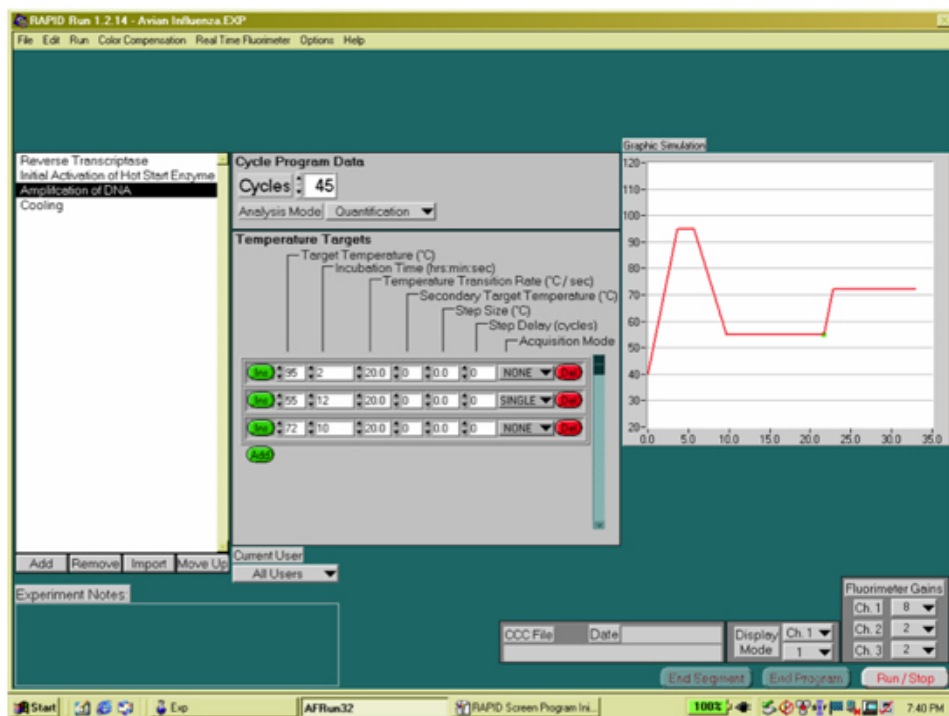 RAPID Run 1.2.14 - Avian Influenza.EXP
File Edit Run Color Compensation Real Time Fluorimeter Options Help
Reverse Transcriptase
Initial Activation of Hot Start Enzyme
Amplifcation of DNA
Cooling
Add Remove Import Move Up
Cycle Program Data
Cycles 45
Analysis Mode Quantification
Temperature Targets
Target Temperature (°C)
Incubation Time (hrs:min:sec)
Temperature Transition Rate (°C / sec)
Secondary Target Temperature (°C)
Step Size (°C)
Step Delay (cycles)
Acquisition Mode
Ins 95 2 20.0 0 0.0 0 NONE Del
Ins 55 12 20.0 0 0.0 0 SINGLE Del
Ins 72 10 20.0 0 0.0 0 NONE Del
Add
Graphic Simulation
120
110
100
90
80
70
60
50
40
30
20
0.0 5.0 10.0 15.0 20.0 25.0 30.0 35.0
Current User
All Users
Experiment Notes:
CCC File Date
Display Mode
Ch. 1
1
Fluorimeter Gains
Ch. 1 8
Ch. 2 2
Ch. 3 2
End Segment End Program Run / Stop
Start Exp AFRun32 RAPID Screen Program Ini... 100% 7:40 PM